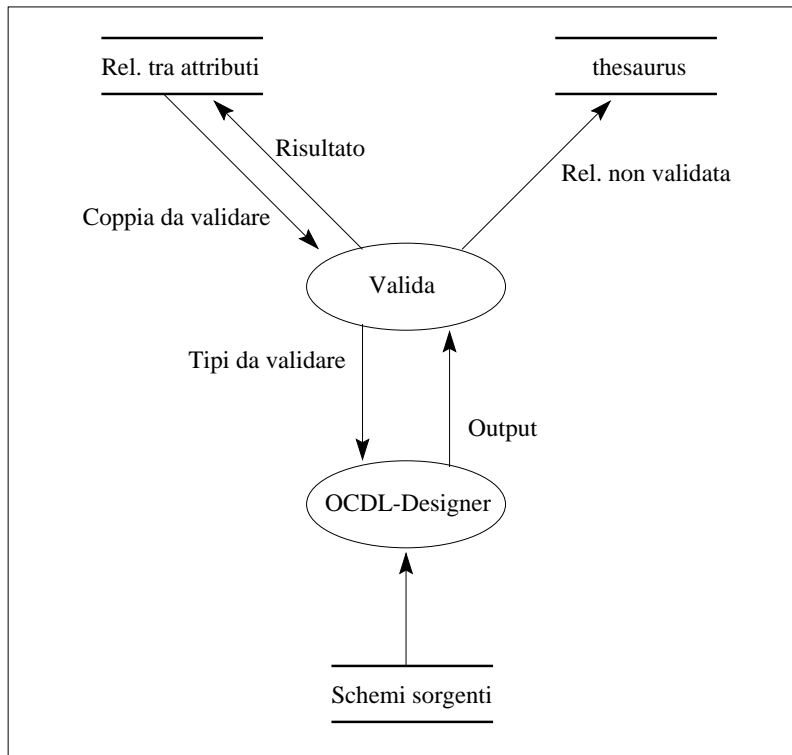 Rel. tra attributi
thesaurus
Risultato
Rel. non validata
Coppia da validare
Valida
Tipi da validare
Output
OCDL-Designer
Schemi sorgenti